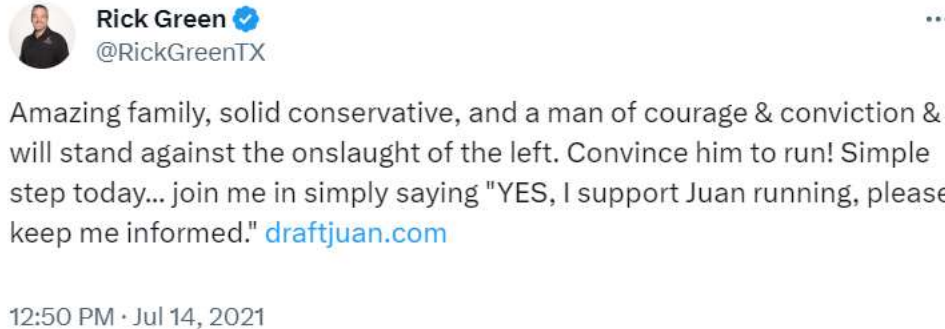 Rick Green
@RickGreenTX
Amazing family, solid conservative, and a man of courage & conviction &
will stand against the onslaught of the left. Convince him to run! Simple
step today... join me in simply saying "YES, I support Juan running, please
keep me informed." draftjuan.com
12:50 PM · Jul 14, 2021